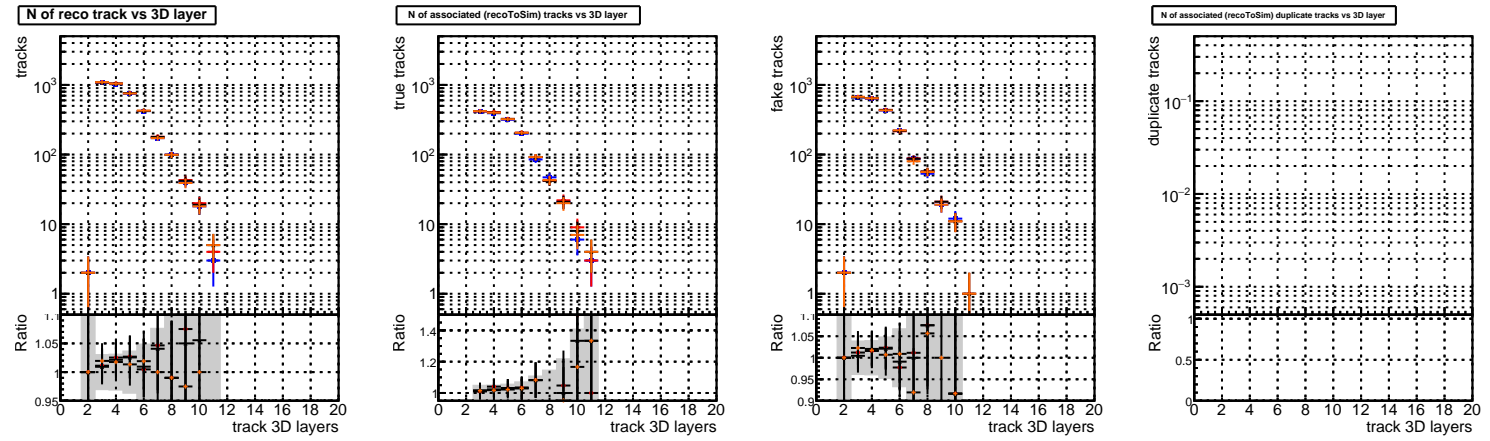 N of reco track vs 3D layer
tracks
10³
10²
10
1
Ratio
1.1
1.05
1
0.95
0 2 4 6 8 10 12 14 16 18 20
track 3D layers
N of associated (recoToSim) tracks vs 3D layer
true tracks
10³
10²
10
1
Ratio
1.4
1.2
1
0 2 4 6 8 10 12 14 16 18 20
track 3D layers
fake tracks
10³
10²
10
1
Ratio
1.1
1.05
1
0.95
0.9
0 2 4 6 8 10 12 14 16 18 20
track 3D layers
N of associated (recoToSim) duplicate tracks vs 3D layer
duplicate tracks
10⁻¹
10⁻²
10⁻³
Ratio
1
0.5
0
0 2 4 6 8 10 12 14 16 18 20
track 3D layers